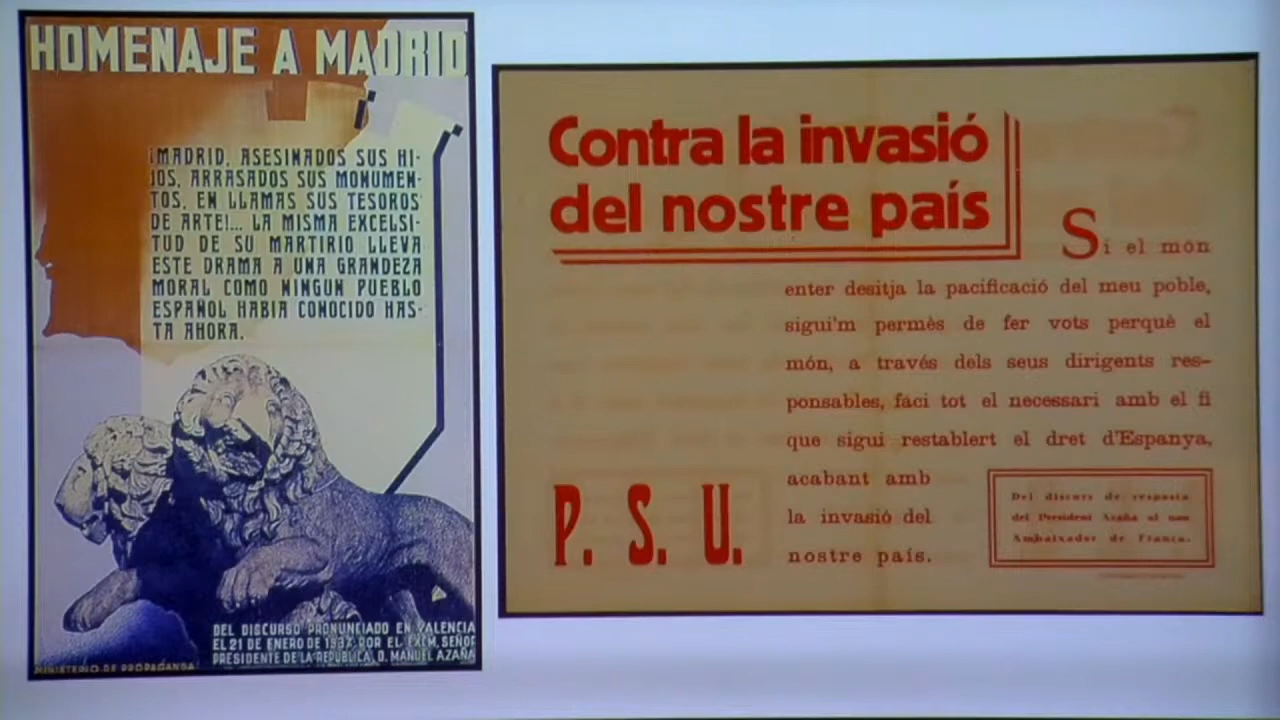 HOMENAJE A MADRID
¡MADRID, ASESINADOS SUS HI-
JOS, ARRASADOS SUS MONUMEN-
TOS, EN LLAMAS SUS TESOROS
DE ARTE!... LA MISMA EXCELSI-
TUD DE SU MARTIRIO LLEVA
ESTE DRAMA A UNA GRANDEZA
MORAL COMO NINGUN PUEBLO
ESPAÑOL HABIA CONOCIDO HAS-
TA AHORA.
DEL DISCURSO PRONUNCIADO EN VALENCIA
EL 21 DE ENERO DE 1937 POR EL EXCM. SEÑOR
PRESIDENTE DE LA REPUBLICA, D. MANUEL AZAÑA
MINISTERIO DE PROPAGANDA
Contra la invasió
del nostre país
Si el món
enter desitja la pacificació del meu poble,
sigui'm permès de fer vots perquè el
món, a través dels seus dirigents res-
ponsables, faci tot el necessari amb el fi
que sigui restablert el dret d'Espanya,
acabant amb
la invasió del
nostre país.
P. S. U.
Del discurs de resposta
del President Azaña al nou
Ambaixador de França.